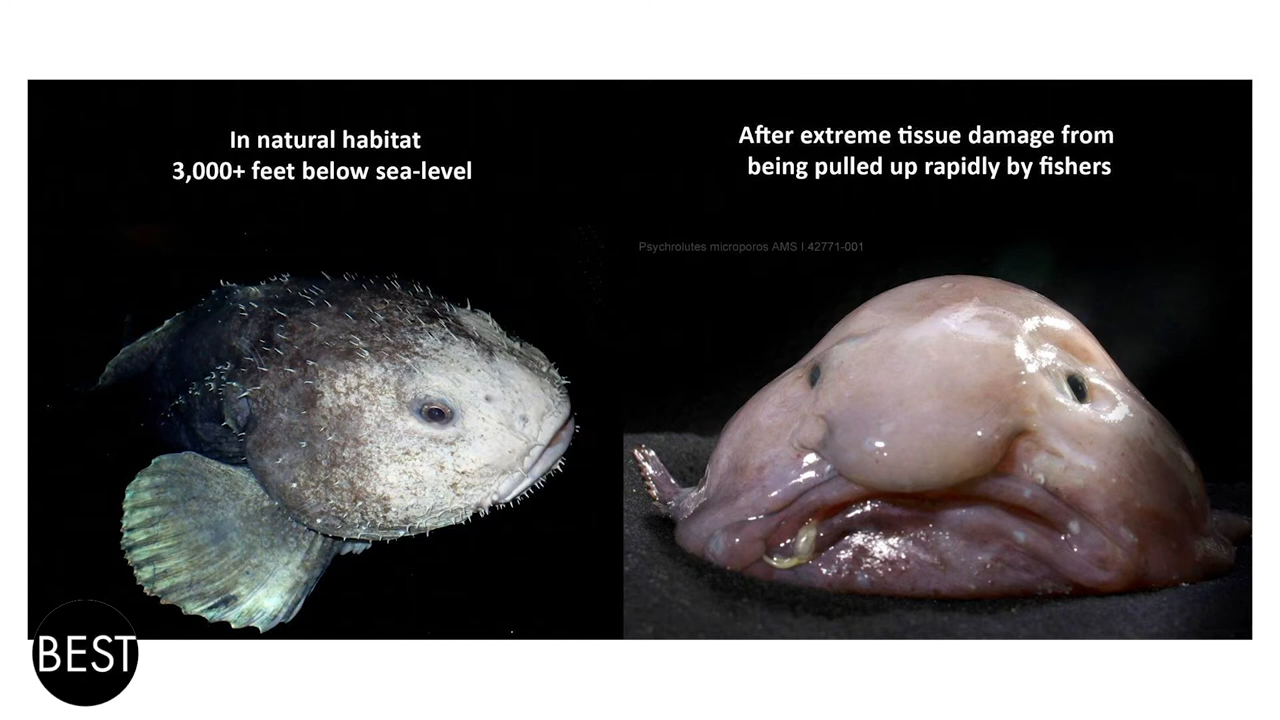 In natural habitat
3,000+ feet below sea-level
After extreme tissue damage from
being pulled up rapidly by fishers
Psychrolutes microporos AMS I.42771-001
BEST